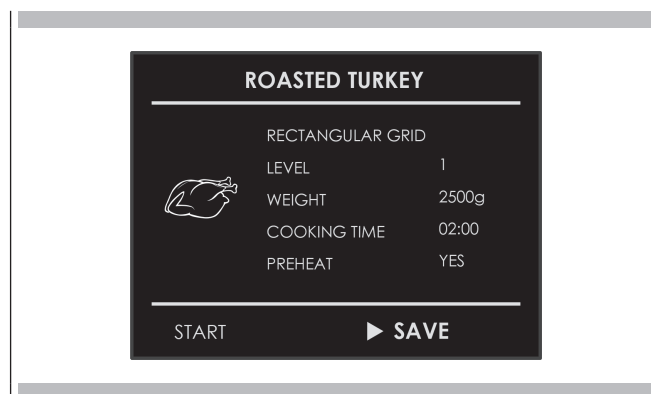 ROASTED TURKEY
RECTANGULAR GRID
LEVEL 1
WEIGHT 2500g
COOKING TIME 02:00
PREHEAT YES
START ▶ SAVE